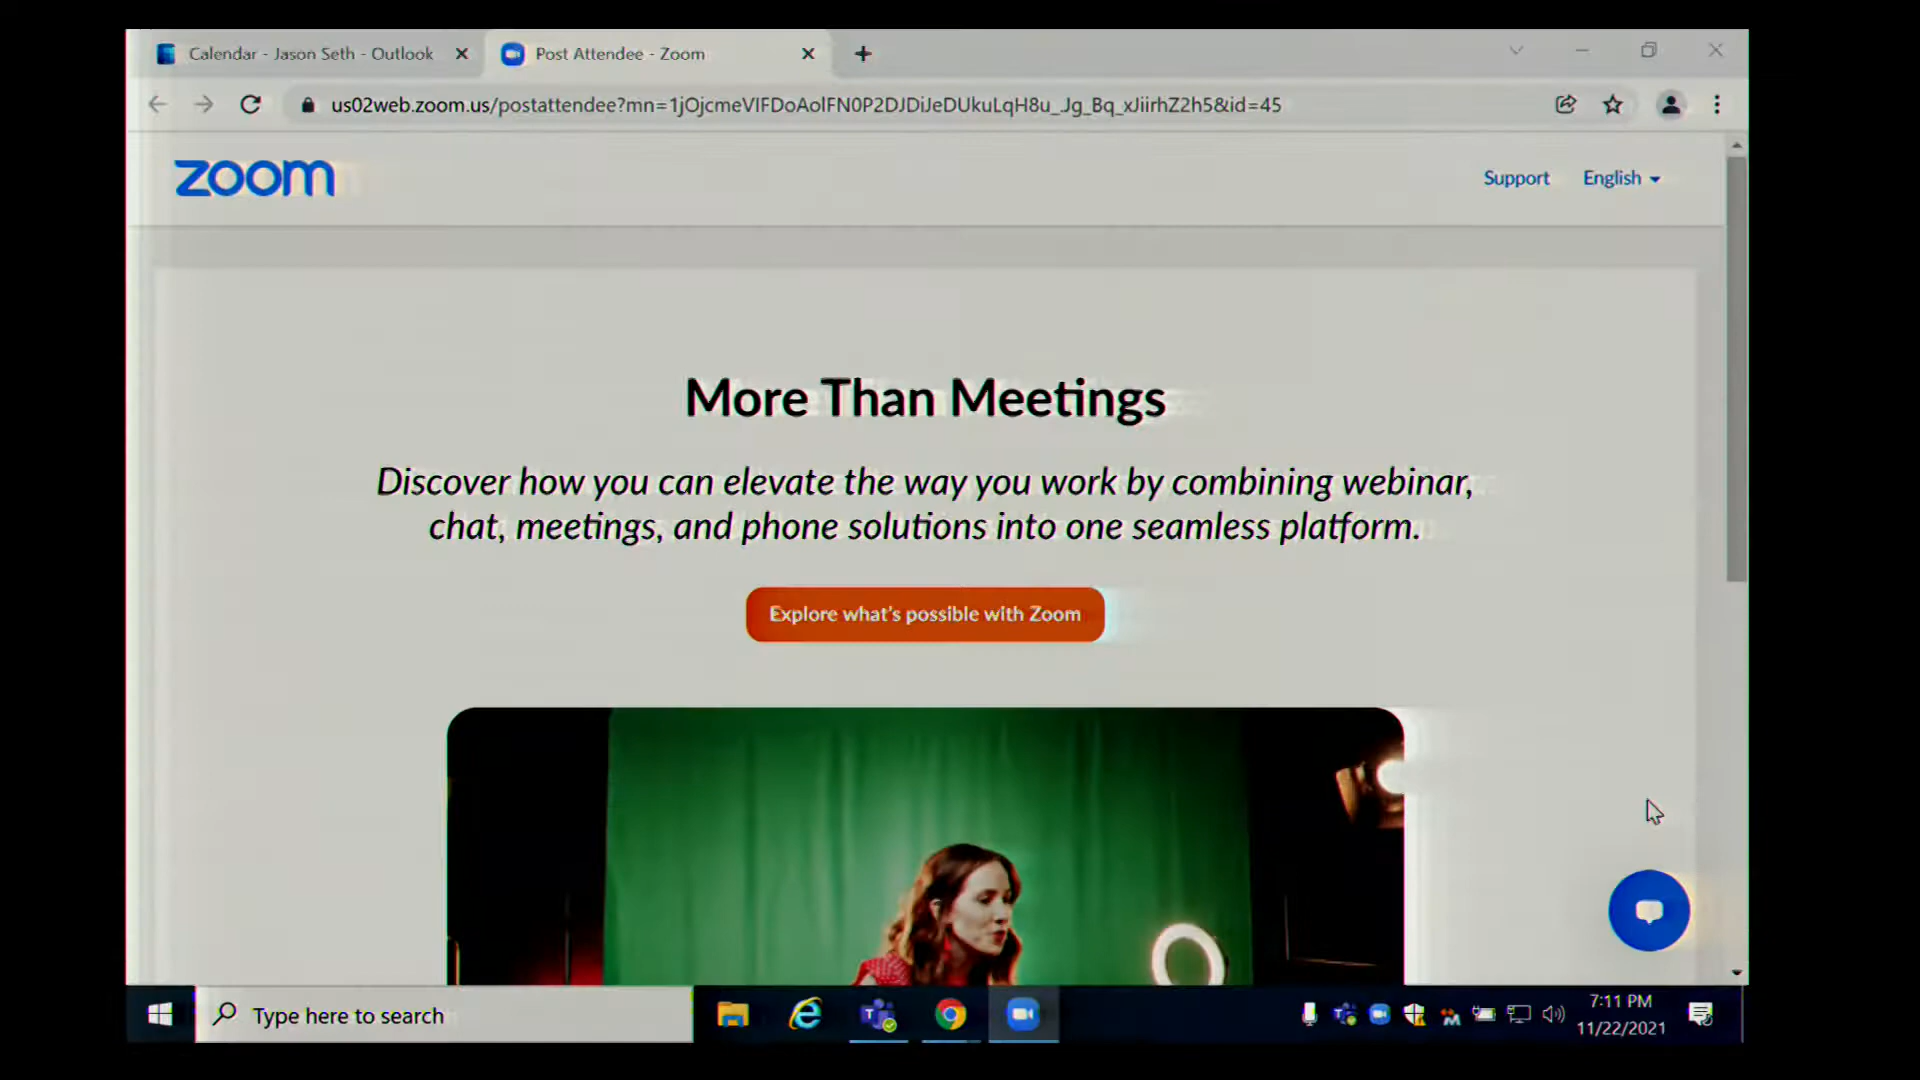 Calendar - Jason Seth - Outlook
Post Attendee - Zoom
us02web.zoom.us/postattendee?mn=1jOjcmeVIFDoAolFN0P2DJDiJeDUkuLqH8u_Jg_Bq_xJiirhZ2h5&id=45
zoom
Support
English
More Than Meetings
Discover how you can elevate the way you work by combining webinar,
chat, meetings, and phone solutions into one seamless platform.
Explore what's possible with Zoom
Type here to search
7:11 PM
11/22/2021